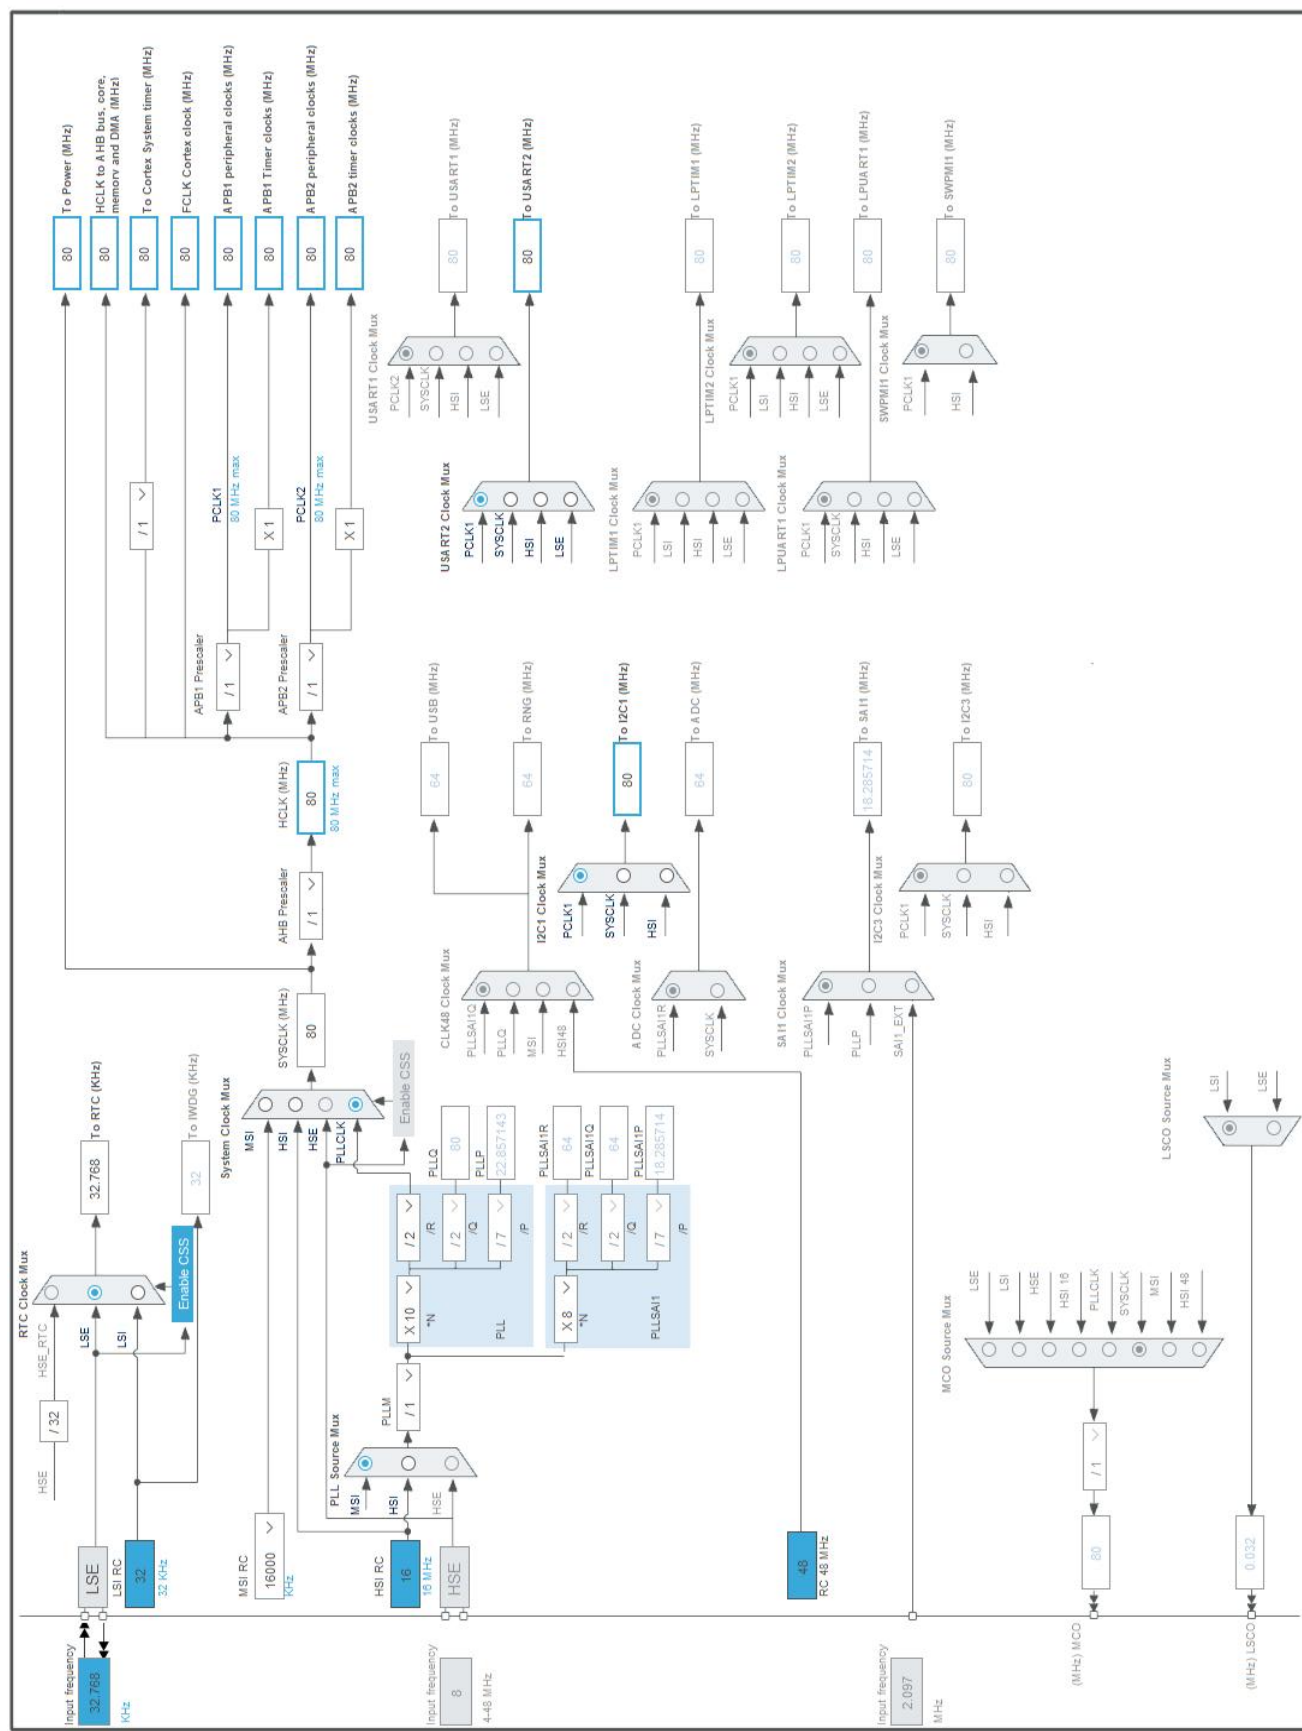 Input frequency
32.768
KHz
LSE
LSI RC
32
32 KHz
HSE
/ 32
HSE_RTC
LSE
LSI
RTC Clock Mux
Enable CSS
32.768
To RTC (KHz)
32
To IWDG (KHz)
MSI RC
16000
KHz
HSI RC
16
16 MHz
Input frequency
8
4-48 MHz
HSE
PLL Source Mux
MSI
HSI
HSE
PLLM
/ 1
X 10
*N
/ 2
/R
/ 2
/Q
/ 7
/P
PLL
PLLQ
80
PLLP
22.857143
X 8
*N
/ 2
/R
/ 2
/Q
/ 7
/P
PLLSAI1
PLLSAI1R
64
PLLSAI1Q
64
PLLSAI1P
18.285714
System Clock Mux
MSI
HSI
HSE
PLLCLK
Enable CSS
SYSCLK (MHz)
80
AHB Prescaler
/ 1
HCLK (MHz)
80
80 MHz max
APB1 Prescaler
/ 1
APB2 Prescaler
/ 1
/ 1
PCLK1
80 MHz max
X 1
PCLK2
80 MHz max
X 1
80
To Power (MHz)
80
HCLK to AHB bus, core,
memory and DMA (MHz)
80
To Cortex System timer (MHz)
80
FCLK Cortex clock (MHz)
80
APB1 peripheral clocks (MHz)
80
APB1 Timer clocks (MHz)
80
APB2 peripheral clocks (MHz)
80
APB2 timer clocks (MHz)
USART1 Clock Mux
PCLK2
SYSCLK
HSI
LSE
80
To USART1 (MHz)
USART2 Clock Mux
PCLK1
SYSCLK
HSI
LSE
80
To USART2 (MHz)
LPTIM1 Clock Mux
PCLK1
LSI
HSI
LSE
80
To LPTIM1 (MHz)
LPTIM2 Clock Mux
PCLK1
LSI
HSI
LSE
80
To LPTIM2 (MHz)
LPUART1 Clock Mux
PCLK1
SYSCLK
HSI
LSE
80
To LPUART1 (MHz)
SWPMI1 Clock Mux
PCLK1
HSI
80
To SWPMI1 (MHz)
CLK48 Clock Mux
PLLSAI1Q
PLLQ
MSI
HSI48
64
To USB (MHz)
64
To RNG (MHz)
I2C1 Clock Mux
PCLK1
SYSCLK
HSI
80
To I2C1 (MHz)
ADC Clock Mux
PLLSAI1R
SYSCLK
64
To ADC (MHz)
SAI1 Clock Mux
PLLSAI1P
PLLP
SAI1_EXT
18.285714
To SAI1 (MHz)
I2C3 Clock Mux
PCLK1
SYSCLK
HSI
80
To I2C3 (MHz)
48
RC 48 MHz
Input frequency
2.097
MHz
MCO Source Mux
LSE
LSI
HSE
HSI 16
PLLCLK
SYSCLK
MSI
HSI 48
/ 1
80
(MHz) MCO
LSCO Source Mux
LSI
LSE
0.032
(MHz) LSCO